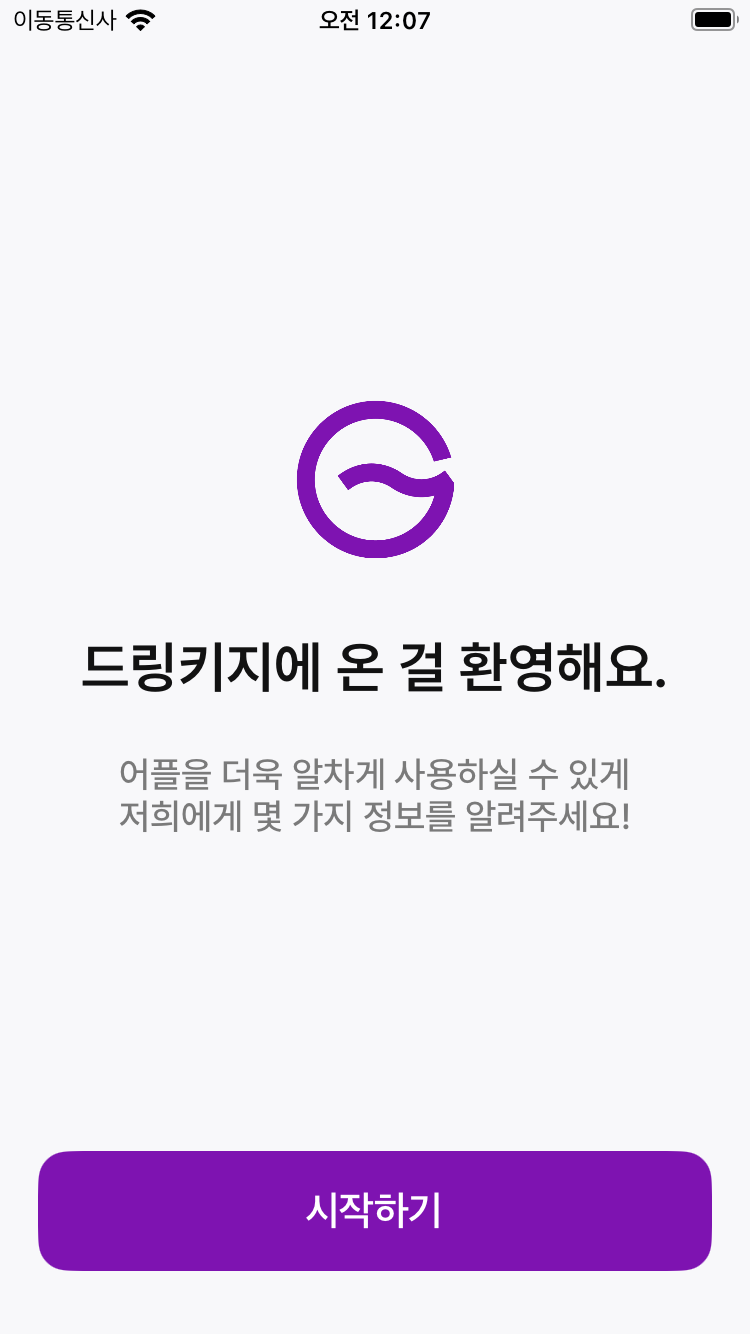 이동통신사 오전 12:07
드링키지에 온 걸 환영해요.
어플을 더욱 알차게 사용하실 수 있게
저희에게 몇 가지 정보를 알려주세요!
시작하기